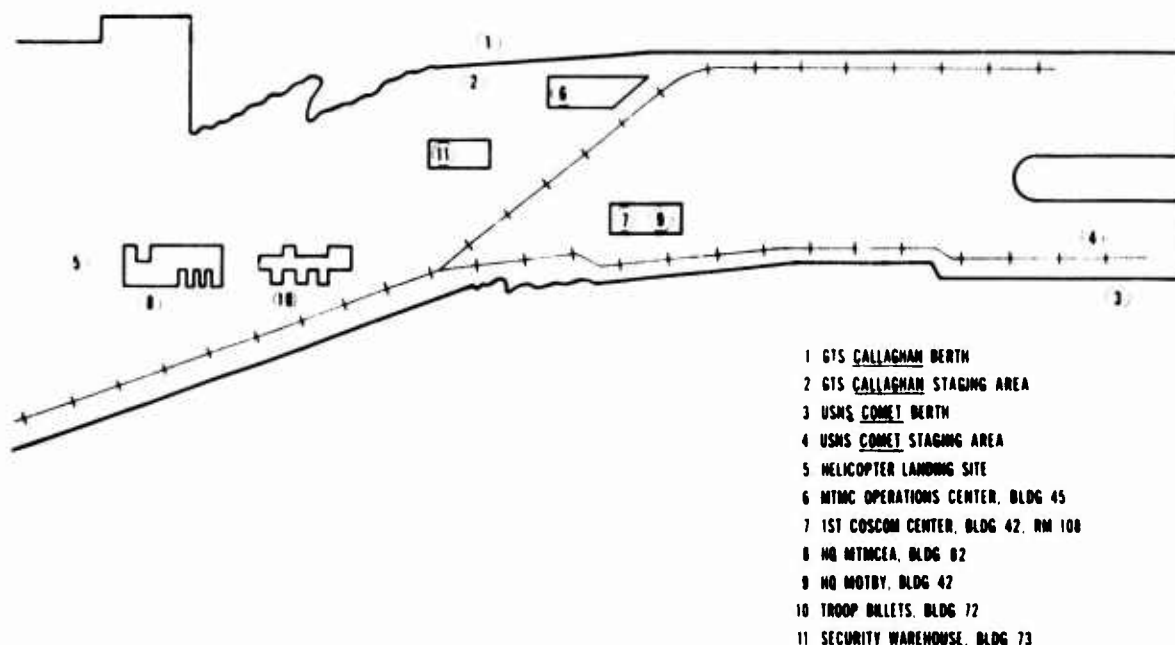 (1)
2
6
11
7 9
5
8
(10)
(4)
(3)
1 GTS CALLAGHAN BERTH
2 GTS CALLAGHAN STAGING AREA
3 USNS COMET BERTH
4 USNS COMET STAGING AREA
5 HELICOPTER LANDING SITE
6 MTMC OPERATIONS CENTER, BLDG 45
7 1ST COSCOM CENTER, BLDG 42, RM 108
8 HQ MTMCEA, BLDG 82
9 HQ MOTBY, BLDG 42
10 TROOP BILLETS, BLDG 72
11 SECURITY WAREHOUSE, BLDG 73